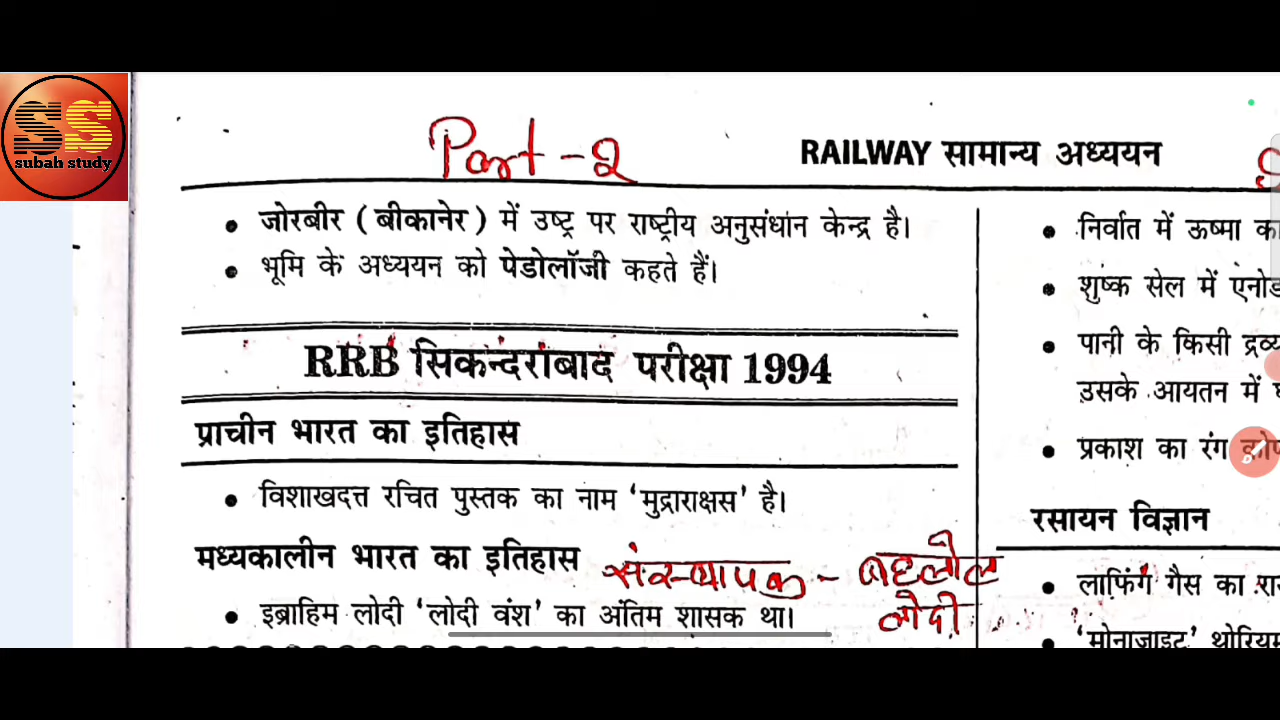 SS
subah study
Part-2
RAILWAY सामान्य अध्ययन
• जोरबीर (बीकानेर) में उष्ट्र पर राष्ट्रीय अनुसंधान केन्द्र है।
• भूमि के अध्ययन को पेडोलॉजी कहते हैं।
RRB सिकन्दराबाद परीक्षा 1994
प्राचीन भारत का इतिहास
• विशाखदत्त रचित पुस्तक का नाम 'मुद्राराक्षस' है।
मध्यकालीन भारत का इतिहास संस्थापक - बहलोल
लोदी
• इब्राहिम लोदी 'लोदी वंश' का अंतिम शासक था।
• निर्वात में ऊष्मा का
• शुष्क सेल में एनोड
• पानी के किसी द्रव्य
उसके आयतन में
• प्रकाश का रंग
रसायन विज्ञान
• लाफिंग गैस का
• 'मोनाजाइट' थोरियम